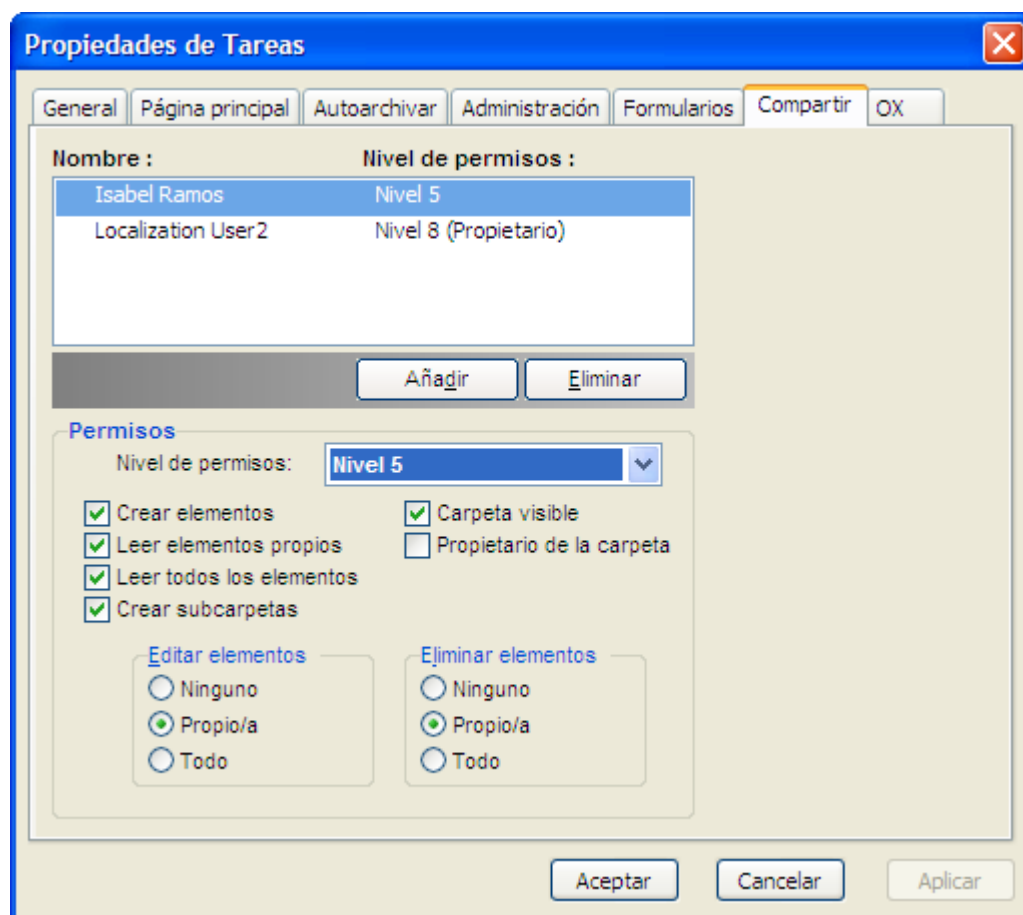 Propiedades de Tareas
General Página principal Autoarchivar Administración Formularios Compartir OX
Nombre : Nivel de permisos :
Isabel Ramos Nivel 5
Localization User2 Nivel 8 (Propietario)
Añadir Eliminar
Permisos
Nivel de permisos: Nivel 5
Crear elementos Carpeta visible
Leer elementos propios Propietario de la carpeta
Leer todos los elementos
Crear subcarpetas
Editar elementos Eliminar elementos
Ninguno Ninguno
Propio/a Propio/a
Todo Todo
Aceptar Cancelar Aplicar